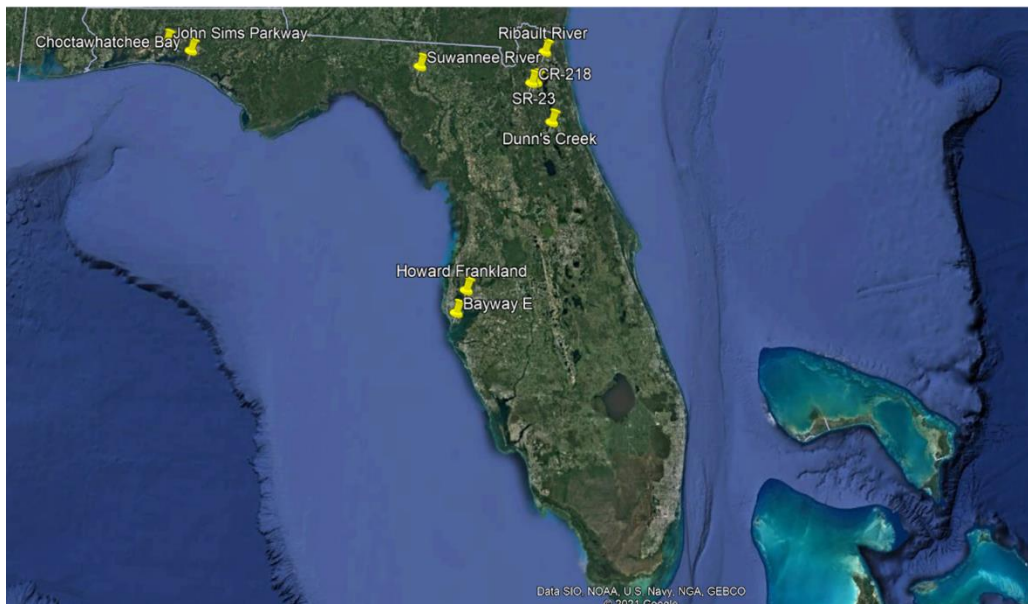 John Sims Parkway
Choctawhatchee Bay
Ribault River
Suwannee River
CR-218
SR-23
Dunn's Creek
Howard Frankland
Bayway E
Data SIO, NOAA, U.S. Navy, NGA, GEBCO
© 2021 Google